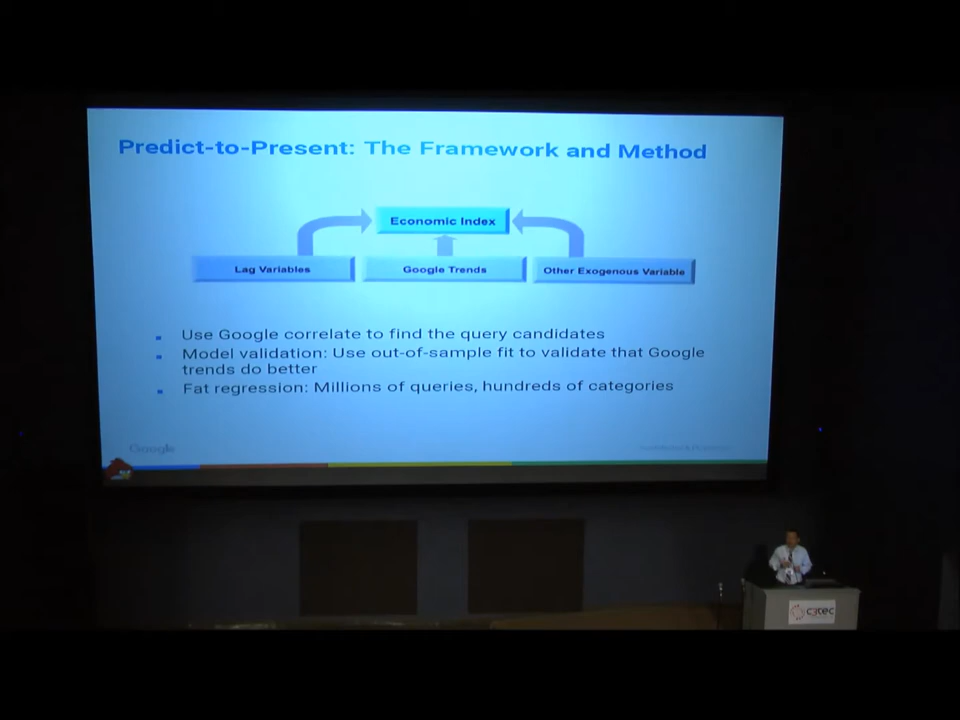 Predict-to-Present: The Framework and Method
Economic Index
Lag Variables
Google Trends
Other Exogenous Variable
Use Google correlate to find the query candidates
Model validation: Use out-of-sample fit to validate that Google
trends do better
Fat regression: Millions of queries, hundreds of categories
Google
c3tec